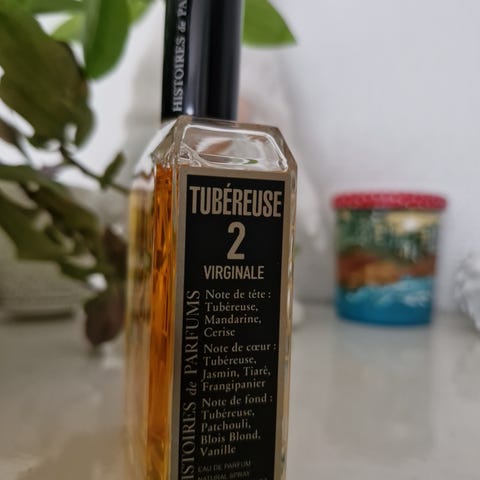 HISTOIRES de PA
TUBÉREUSE
2
VIRGINALE
HISTOIRES de PARFUMS
Note de tête :
Tubéreuse,
Mandarine,
Cerise
Note de cœur :
Tubéreuse,
Jasmin, Tiaré,
Frangipanier
Note de fond :
Tubéreuse,
Patchouli,
Blois Blond,
Vanille
EAU DE PARFUM
NATURAL SPRAY